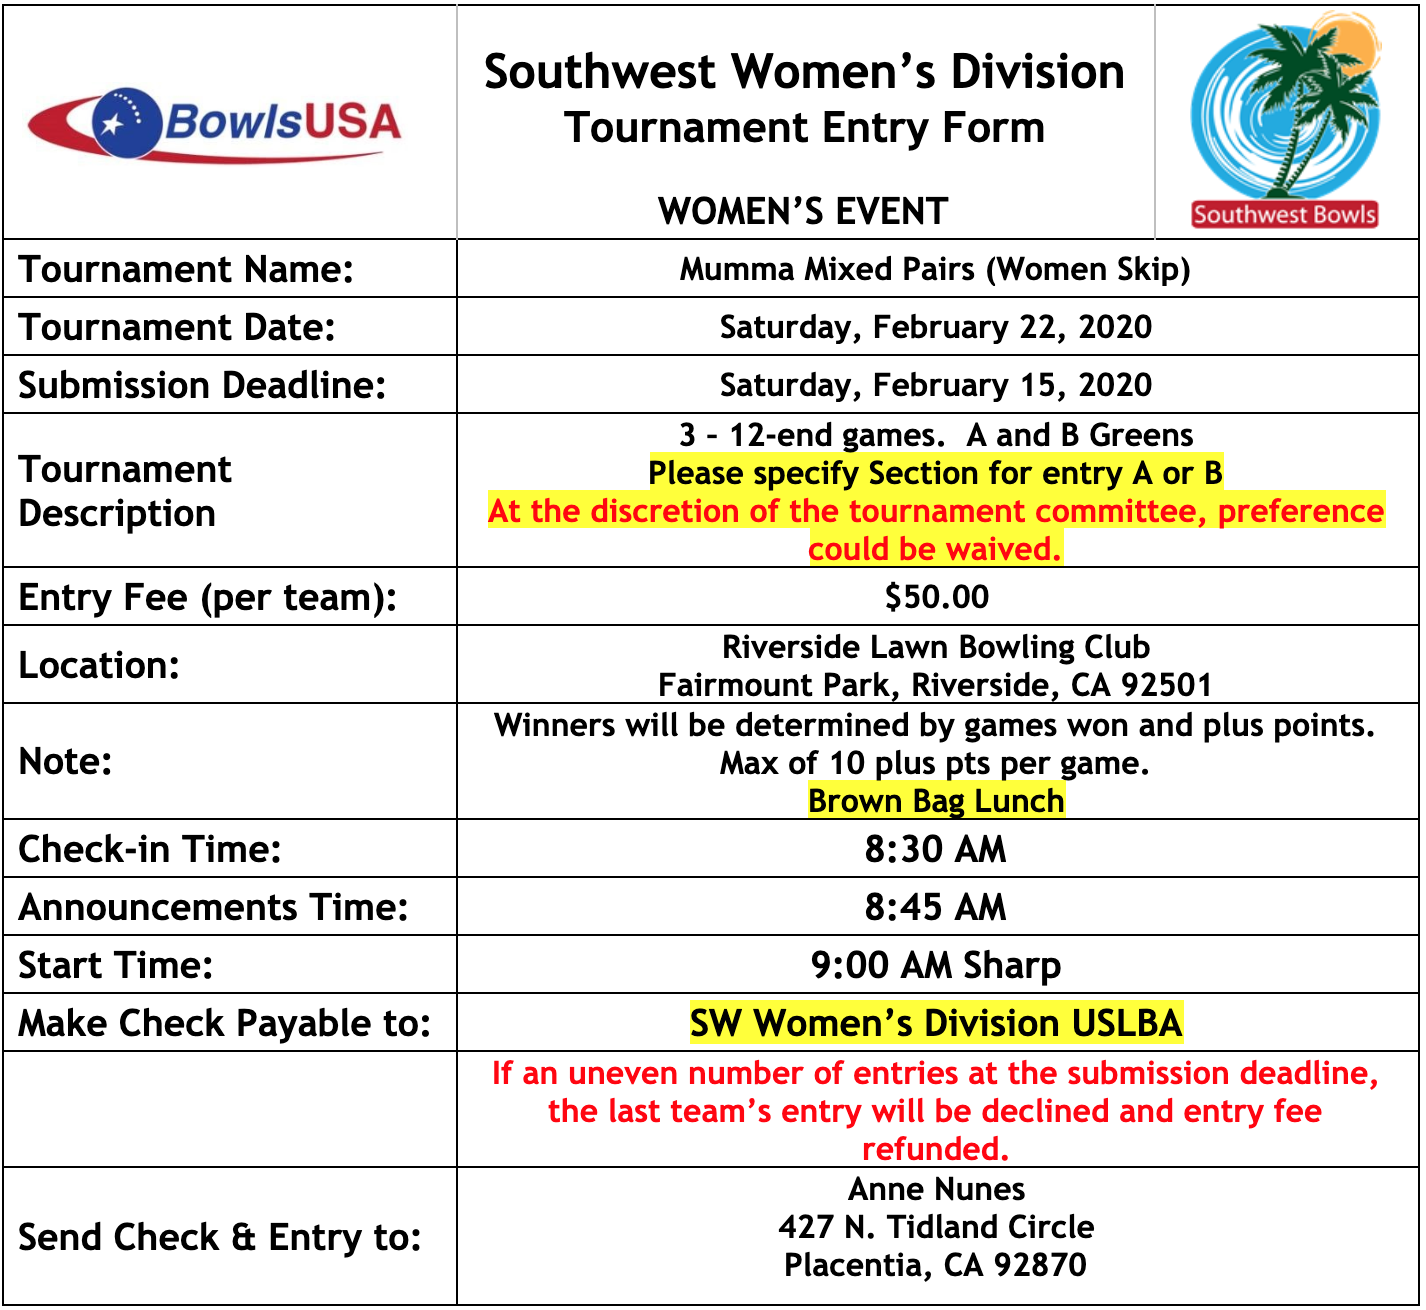 BowlsUSA
Southwest Women's Division
Tournament Entry Form
WOMEN'S EVENT
Southwest Bowls
Tournament Name:
Mumma Mixed Pairs (Women Skip)
Tournament Date:
Saturday, February 22, 2020
Submission Deadline:
Saturday, February 15, 2020
Tournament
Description
3 – 12-end games.  A and B Greens
Please specify Section for entry A or B
At the discretion of the tournament committee, preference
could be waived.
Entry Fee (per team):
$50.00
Location:
Riverside Lawn Bowling Club
Fairmount Park, Riverside, CA 92501
Note:
Winners will be determined by games won and plus points.
Max of 10 plus pts per game.
Brown Bag Lunch
Check-in Time:
8:30 AM
Announcements Time:
8:45 AM
Start Time:
9:00 AM Sharp
Make Check Payable to:
SW Women's Division USLBA
If an uneven number of entries at the submission deadline,
the last team's entry will be declined and entry fee
refunded.
Send Check & Entry to:
Anne Nunes
427 N. Tidland Circle
Placentia, CA 92870